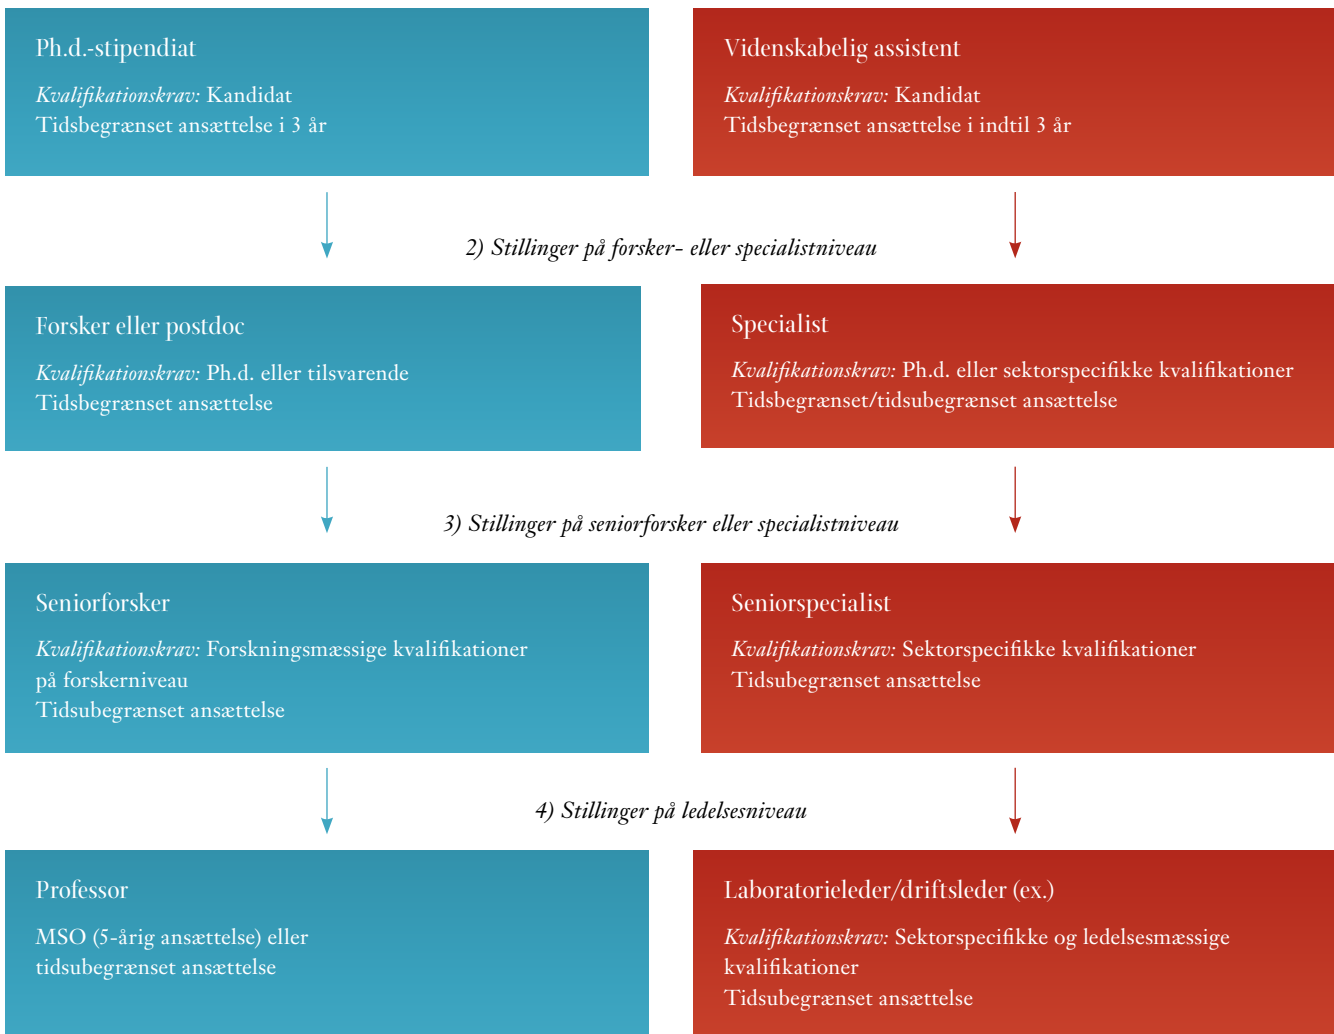 Ph.d.-stipendiat
Kvalifikationskrav: Kandidat
Tidsbegrænset ansættelse i 3 år
Videnskabelig assistent
Kvalifikationskrav: Kandidat
Tidsbegrænset ansættelse i indtil 3 år
2) Stillinger på forsker- eller specialistniveau
Forsker eller postdoc
Kvalifikationskrav: Ph.d. eller tilsvarende
Tidsbegrænset ansættelse
Specialist
Kvalifikationskrav: Ph.d. eller sektorspecifikke kvalifikationer
Tidsbegrænset/tidsubegrænset ansættelse
3) Stillinger på seniorforsker eller specialistniveau
Seniorforsker
Kvalifikationskrav: Forskningsmæssige kvalifikationer
på forskerniveau
Tidsubegrænset ansættelse
Seniorspecialist
Kvalifikationskrav: Sektorspecifikke kvalifikationer
Tidsubegrænset ansættelse
4) Stillinger på ledelsesniveau
Professor
MSO (5-årig ansættelse) eller
tidsubegrænset ansættelse
Laboratorieleder/driftsleder (ex.)
Kvalifikationskrav: Sektorspecifikke og ledelsesmæssige
kvalifikationer
Tidsubegrænset ansættelse